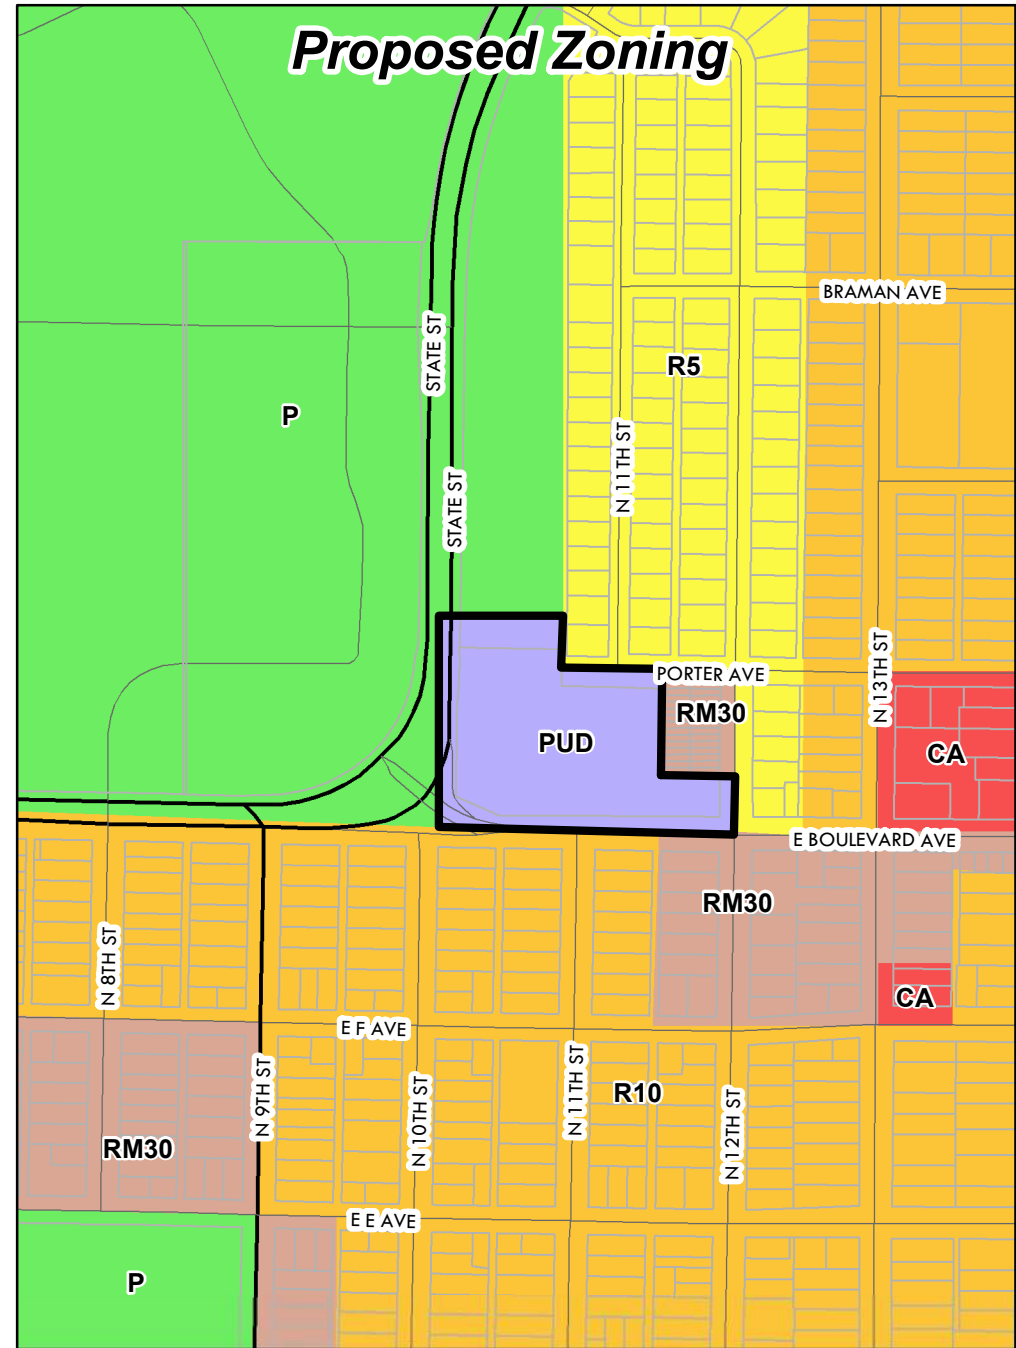 Proposed Zoning
BRAMAN AVE
STATE ST
R5
P
N 11TH ST
STATE ST
N 13TH ST
PORTER AVE
RM30
PUD
CA
E BOULEVARD AVE
RM30
N 8TH ST
CA
E F AVE
N 9TH ST
N 10TH ST
N 11TH ST
R10
N 12TH ST
RM30
E E AVE
P